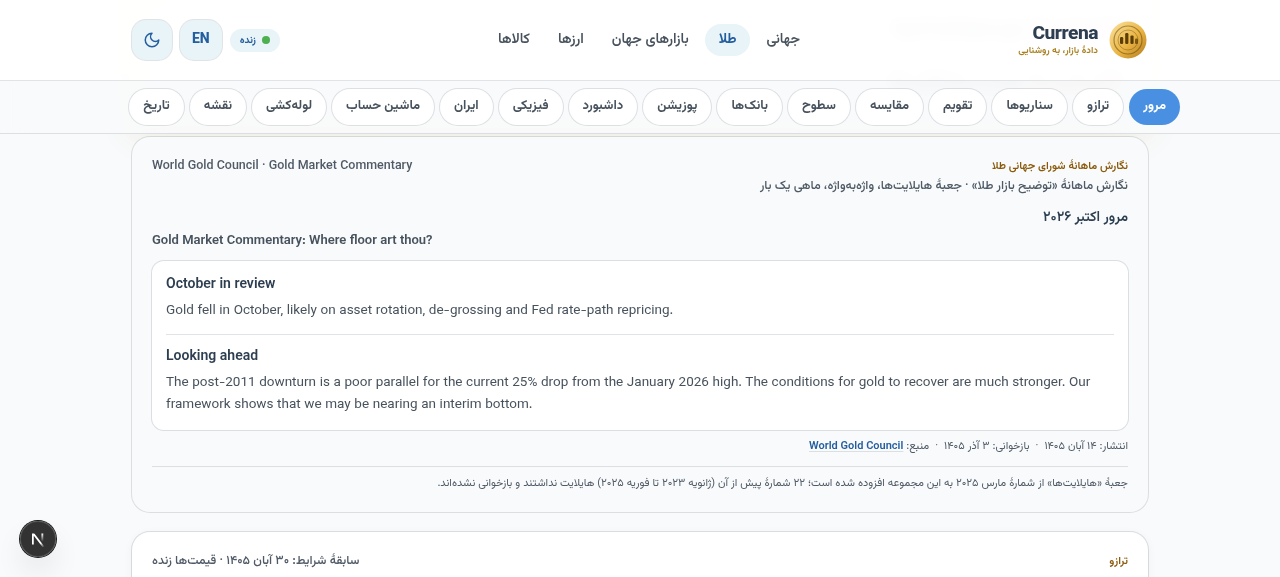 Currena
دادهٔ بازار، به روشنایی
جهانی
طلا
بازارهای جهان
ارزها
کالاها
زنده
EN
مرور
ترازو
سناریوها
تقویم
مقایسه
سطوح
بانک‌ها
پوزیشن
داشبورد
فیزیکی
ایران
ماشین حساب
لوله‌کشی
نقشه
تاریخ
نگارش ماهانهٔ شورای جهانی طلا
World Gold Council · Gold Market Commentary
نگارش ماهانهٔ «توضیح بازار طلا» · جعبهٔ هایلایت‌ها، واژه‌به‌واژه، ماهی یک بار
مرور اکتبر ۲۰۲۶
Gold Market Commentary: Where floor art thou?
October in review
Gold fell in October, likely on asset rotation, de-grossing and Fed rate-path repricing.
Looking ahead
The post-2011 downturn is a poor parallel for the current 25% drop from the January 2026 high. The conditions for gold to recover are much stronger. Our
framework shows that we may be nearing an interim bottom.
انتشار: ۱۴ آبان ۱۴۰۵ · بازخوانی: ۳ آذر ۱۴۰۵ · منبع: World Gold Council
جعبهٔ «هایلایت‌ها» از شمارهٔ مارس ۲۰۲۵ به این مجموعه افزوده شده است؛ ۲۲ شمارهٔ پیش از آن (ژانویه ۲۰۲۳ تا فوریه ۲۰۲۵) هایلایت نداشتند و بازخوانی نشده‌اند.
ترازو
سابقهٔ شرایط: ۳۰ آبان ۱۴۰۵ · قیمت‌ها زنده
N